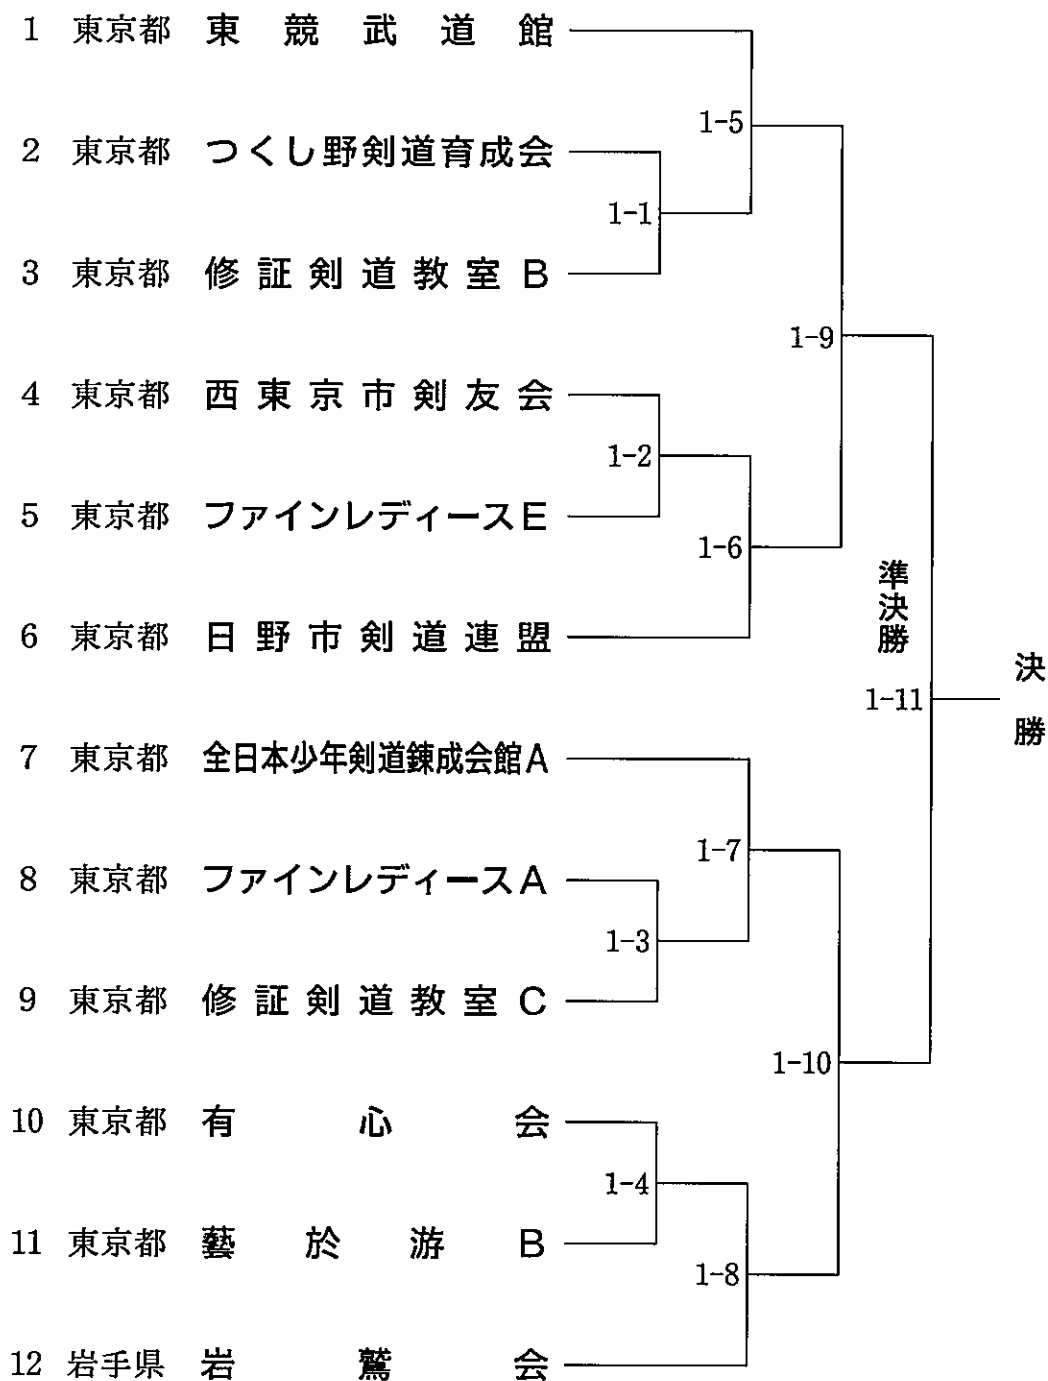 1 東京都 東競武道館
1-5
2 東京都 つくし野剣道育成会
1-1
3 東京都 修証剣道教室B
1-9
4 東京都 西東京市剣友会
1-2
5 東京都 ファインレディースE
1-6
準決勝
6 東京都 日野市剣道連盟
決勝
1-11
7 東京都 全日本少年剣道錬成会館A
1-7
8 東京都 ファインレディースA
1-3
9 東京都 修証剣道教室C
1-10
10 東京都 有心会
1-4
11 東京都 藝於游B
1-8
12 岩手県 岩鷲会